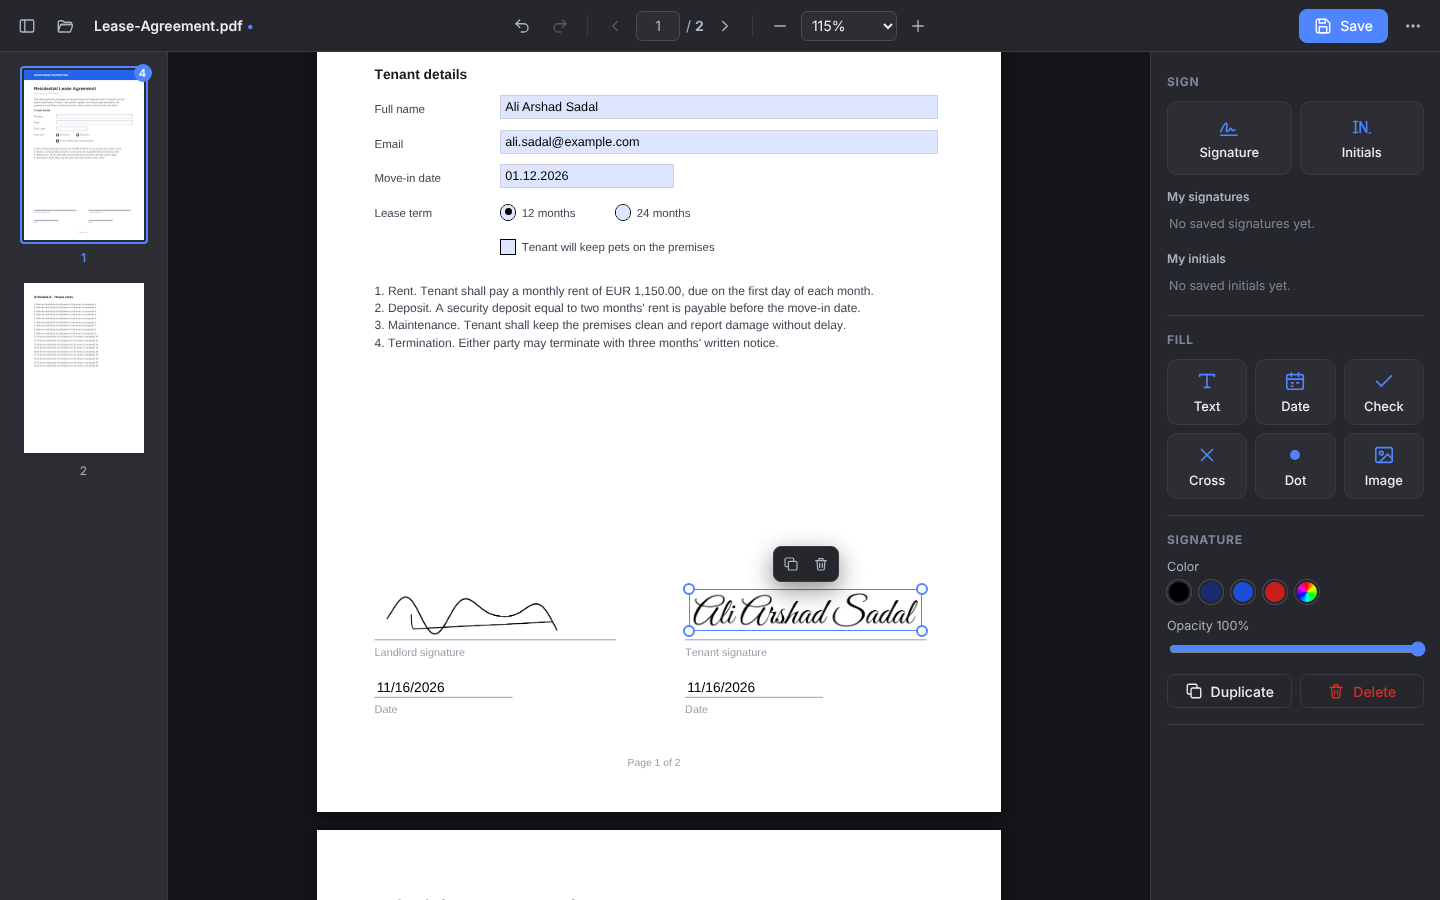 Lease-Agreement.pdf
1 / 2
115%
Save
4
1
2
Tenant details
Full name Ali Arshad Sadal
Email ali.sadal@example.com
Move-in date 01.12.2026
Lease term 12 months 24 months
Tenant will keep pets on the premises
1. Rent. Tenant shall pay a monthly rent of EUR 1,150.00, due on the first day of each month.
2. Deposit. A security deposit equal to two months' rent is payable before the move-in date.
3. Maintenance. Tenant shall keep the premises clean and report damage without delay.
4. Termination. Either party may terminate with three months' written notice.
Ali Arshad Sadal
Landlord signature Tenant signature
11/16/2026 11/16/2026
Date Date
Page 1 of 2
SIGN
Signature IN. Initials
My signatures
No saved signatures yet.
My initials
No saved initials yet.
FILL
Text Date Check
Cross Dot Image
SIGNATURE
Color
Opacity 100%
Duplicate Delete